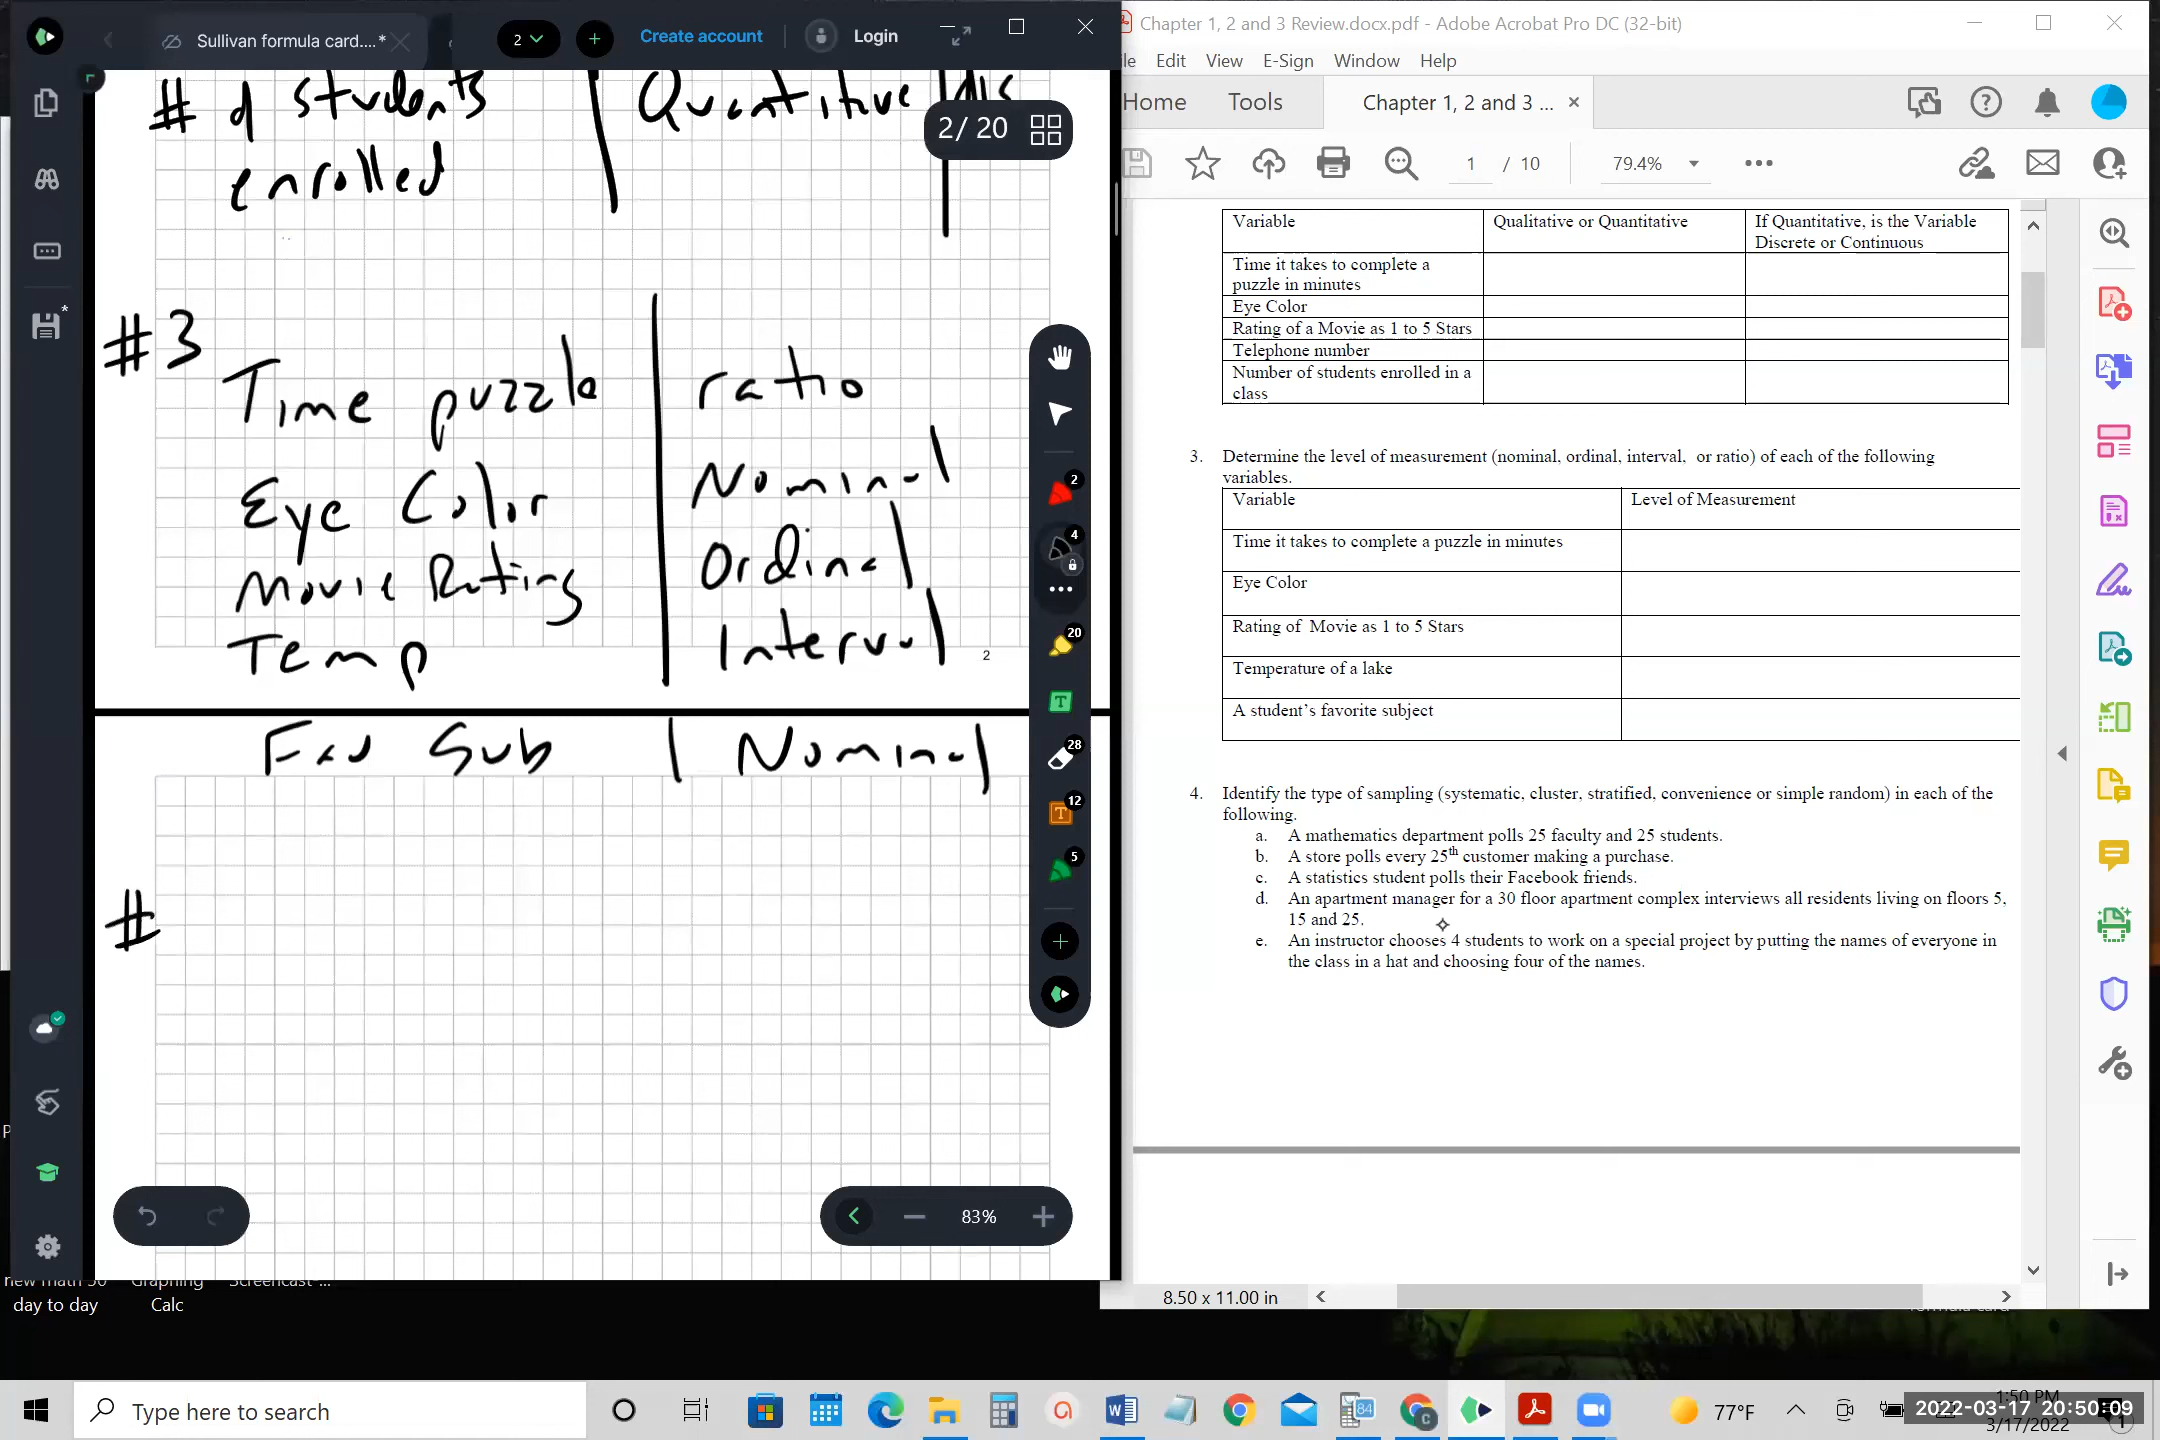 Sullivan formula card....*
2
Create account
Login
# of students
enrolled
Quantitive
2/ 20
#3
Time puzzle
ratio
Eye Color
Nominal
Movie Rating
Ordinal
Temp
Interval
2
Fav Sub
Nominal
#
2
4
20
28
12
5
83%
Chapter 1, 2 and 3 Review.docx.pdf - Adobe Acrobat Pro DC (32-bit)
Edit View E-Sign Window Help
Home Tools Chapter 1, 2 and 3 ...
1 / 10
79.4%
Variable Qualitative or Quantitative If Quantitative, is the Variable
Discrete or Continuous
Time it takes to complete a
puzzle in minutes
Eye Color
Rating of a Movie as 1 to 5 Stars
Telephone number
Number of students enrolled in a
class
3. Determine the level of measurement (nominal, ordinal, interval, or ratio) of each of the following
variables.
Variable Level of Measurement
Time it takes to complete a puzzle in minutes
Eye Color
Rating of Movie as 1 to 5 Stars
Temperature of a lake
A student's favorite subject
4. Identify the type of sampling (systematic, cluster, stratified, convenience or simple random) in each of the
following.
a. A mathematics department polls 25 faculty and 25 students.
b. A store polls every 25th customer making a purchase.
c. A statistics student polls their Facebook friends.
d. An apartment manager for a 30 floor apartment complex interviews all residents living on floors 5,
15 and 25.
e. An instructor chooses 4 students to work on a special project by putting the names of everyone in
the class in a hat and choosing four of the names.
8.50 x 11.00 in
day to day
Calc
Type here to search
84
77°F
1:50 PM
2022-03-17 20:50:09
3/17/2022
1